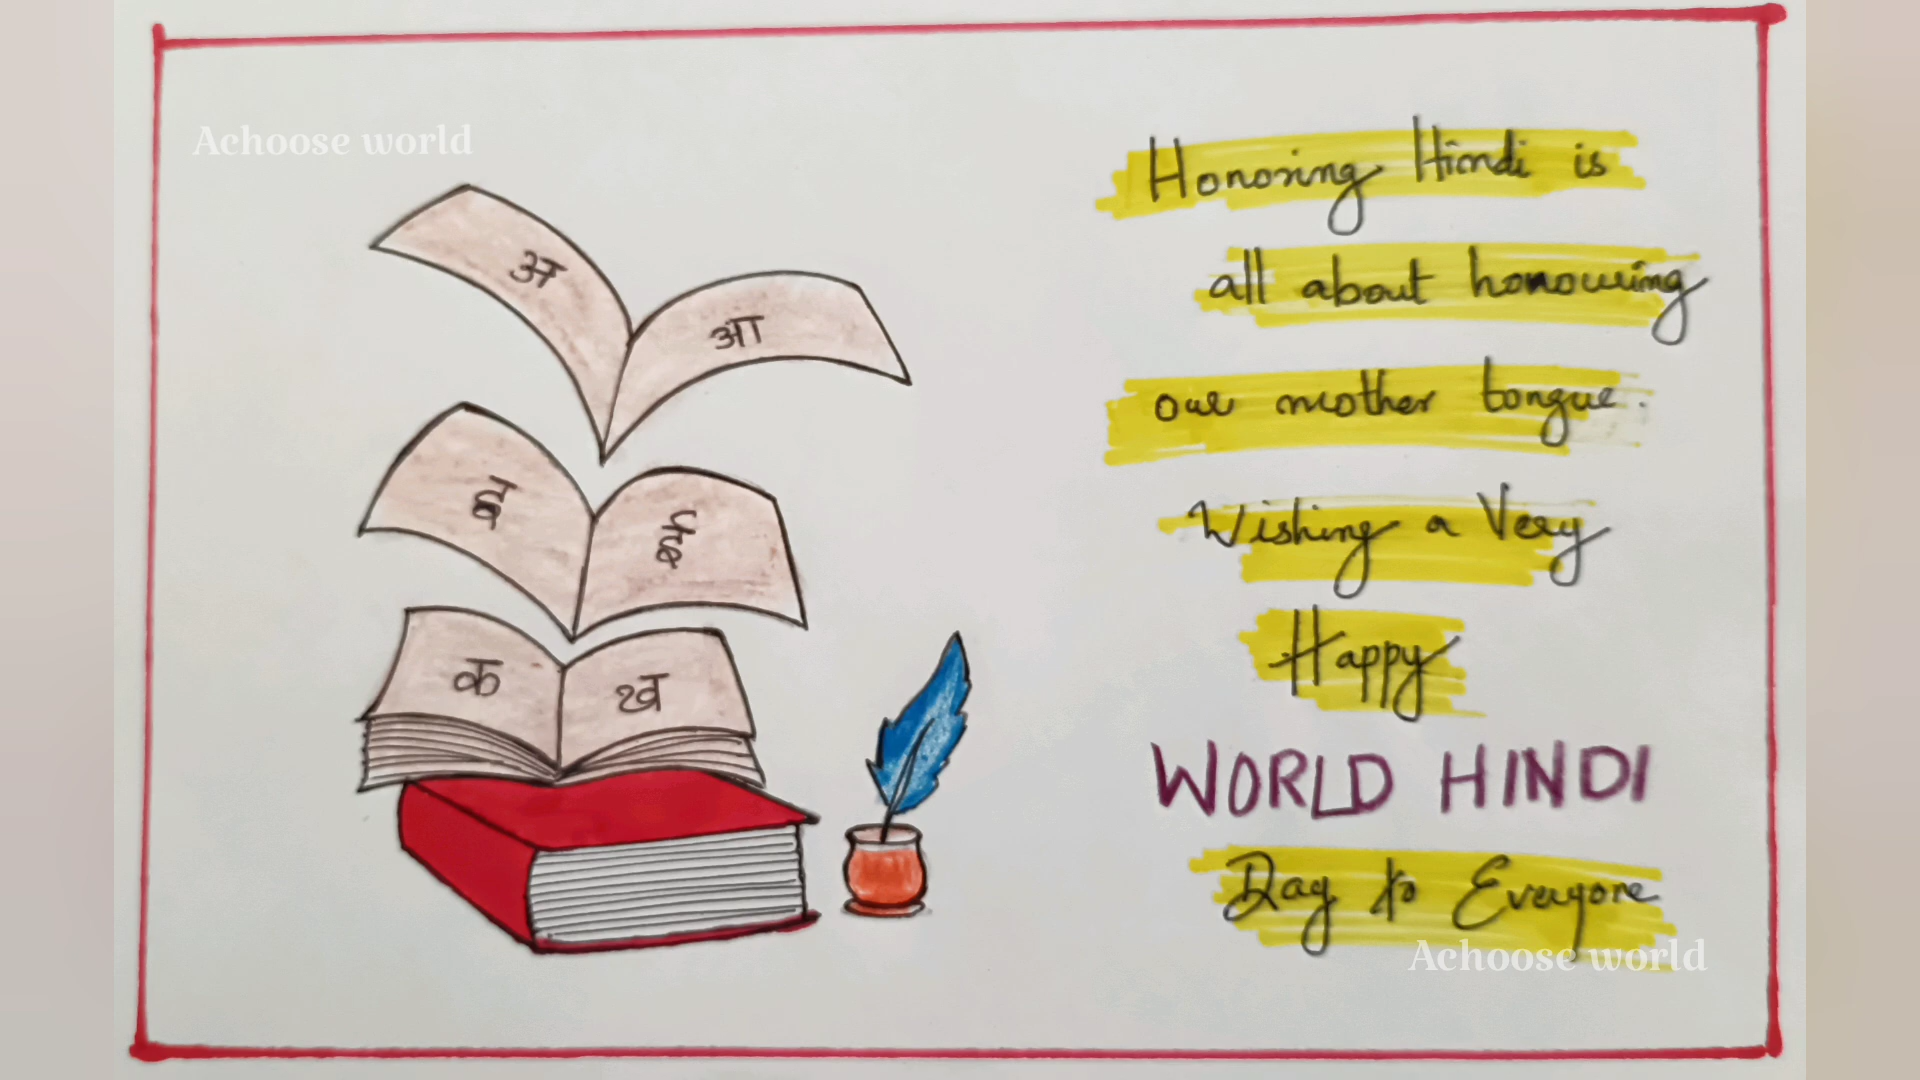 Achoose world
अ
आ
इ
ई
क
ख
Honoring Hindi is
all about honouring
our mother tongue.
Wishing a Very
Happy
WORLD HINDI
Day to Everyone
Achoose world